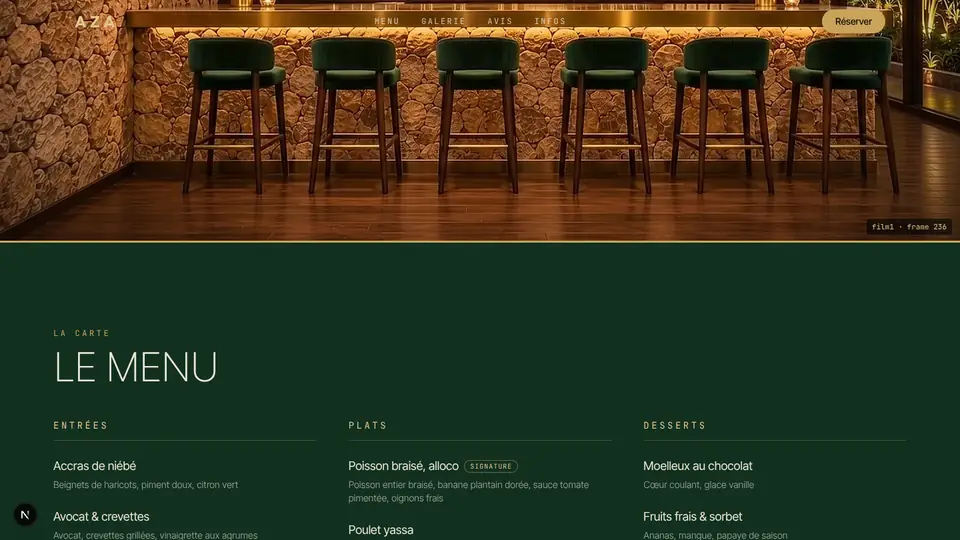 AZA
MENU GALERIE AVIS INFOS
Réserver
film1 · frame 236
LA CARTE
LE MENU
ENTRÉES
Accras de niébé
Beignets de haricots, piment doux, citron vert
Avocat & crevettes
Avocat, crevettes grillées, vinaigrette aux agrumes
PLATS
Poisson braisé, alloco SIGNATURE
Poisson entier braisé, banane plantain dorée, sauce tomate
pimentée, oignons frais
Poulet yassa
DESSERTS
Moelleux au chocolat
Cœur coulant, glace vanille
Fruits frais & sorbet
Ananas, mangue, papaye de saison
N